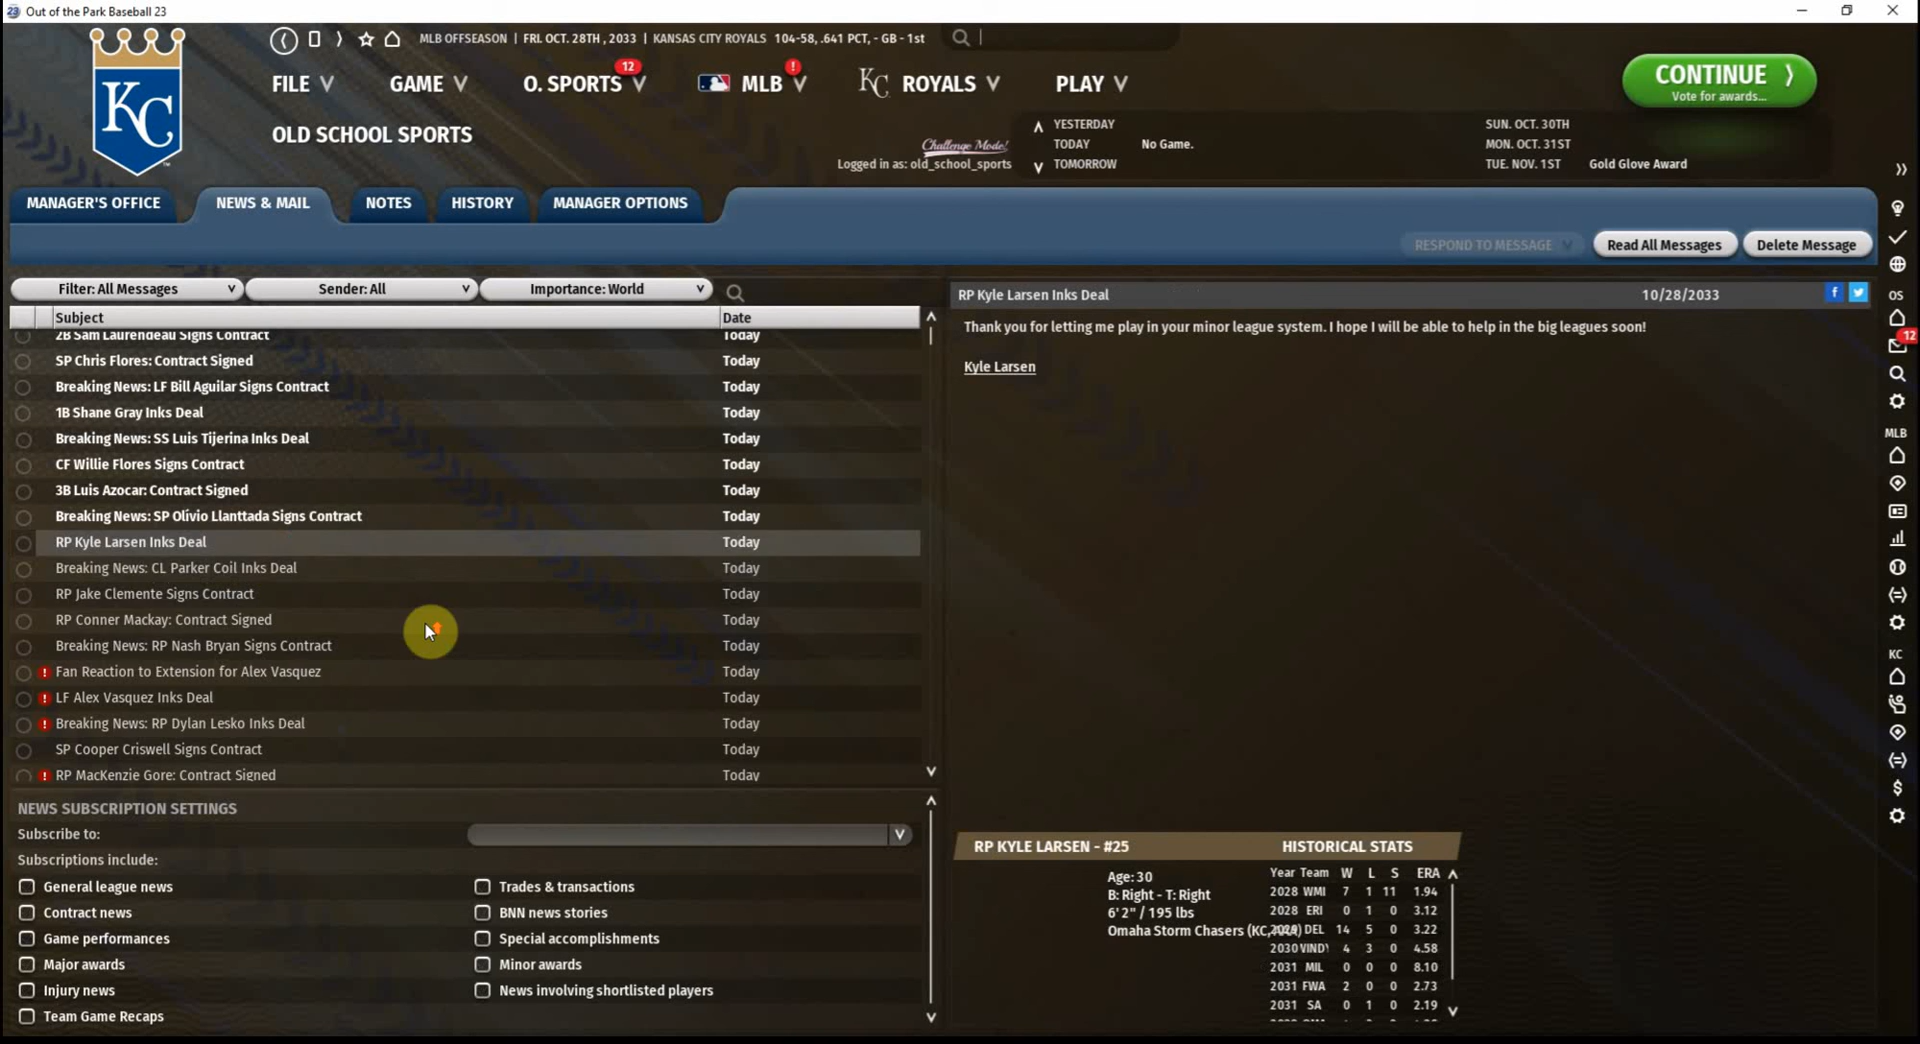 Out of the Park Baseball 23
MLB OFFSEASON | FRI. OCT. 28TH , 2033 | KANSAS CITY ROYALS 104-58, .641 PCT, - GB - 1st
FILE GAME O. SPORTS 12 MLB ! KC ROYALS PLAY
CONTINUE
Vote for awards...
KC
OLD SCHOOL SPORTS
Challenge Mode!
Logged in as: old_school_sports
YESTERDAY
TODAY No Game.
TOMORROW
SUN. OCT. 30TH
MON. OCT. 31ST
TUE. NOV. 1ST Gold Glove Award
MANAGER'S OFFICE NEWS & MAIL NOTES HISTORY MANAGER OPTIONS
RESPOND TO MESSAGE Read All Messages Delete Message
Filter: All Messages Sender: All Importance: World
Subject Date
2B Sam Laurendeau Signs Contract Today
SP Chris Flores: Contract Signed Today
Breaking News: LF Bill Aguilar Signs Contract Today
1B Shane Gray Inks Deal Today
Breaking News: SS Luis Tijerina Inks Deal Today
CF Willie Flores Signs Contract Today
3B Luis Azocar: Contract Signed Today
Breaking News: SP Olivio Llanttada Signs Contract Today
RP Kyle Larsen Inks Deal Today
Breaking News: CL Parker Coil Inks Deal Today
RP Jake Clemente Signs Contract Today
RP Conner Mackay: Contract Signed Today
Breaking News: RP Nash Bryan Signs Contract Today
! Fan Reaction to Extension for Alex Vasquez Today
! LF Alex Vasquez Inks Deal Today
! Breaking News: RP Dylan Lesko Inks Deal Today
SP Cooper Criswell Signs Contract Today
! RP MacKenzie Gore: Contract Signed Today
NEWS SUBSCRIPTION SETTINGS
Subscribe to:
Subscriptions include:
General league news Trades & transactions
Contract news BNN news stories
Game performances Special accomplishments
Major awards Minor awards
Injury news News involving shortlisted players
Team Game Recaps
RP Kyle Larsen Inks Deal 10/28/2033
Thank you for letting me play in your minor league system. I hope I will be able to help in the big leagues soon!
Kyle Larsen
RP KYLE LARSEN - #25 HISTORICAL STATS
Age: 30
B: Right - T: Right
6' 2" / 195 lbs
Omaha Storm Chasers (KC,
Year Team W L S ERA
2028 WMI 7 1 11 1.94
2028 ERI 0 1 0 3.12
DEL 14 5 0 3.22
2030 WIND 4 3 0 4.58
2031 MIL 0 0 0 8.10
2031 FWA 2 0 0 2.73
2031 SA 0 1 0 2.19
OS
12
MLB
KC